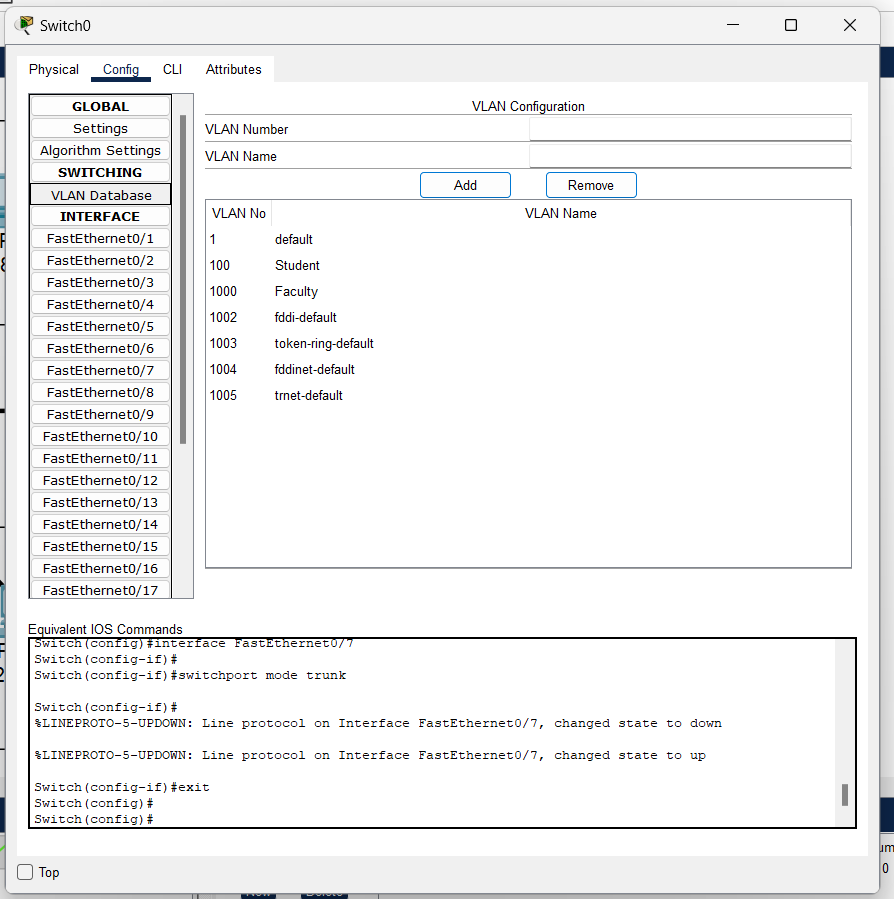 Switch0
Physical Config CLI Attributes
GLOBAL
Settings
Algorithm Settings
SWITCHING
VLAN Database
INTERFACE
FastEthernet0/1
FastEthernet0/2
FastEthernet0/3
FastEthernet0/4
FastEthernet0/5
FastEthernet0/6
FastEthernet0/7
FastEthernet0/8
FastEthernet0/9
FastEthernet0/10
FastEthernet0/11
FastEthernet0/12
FastEthernet0/13
FastEthernet0/14
FastEthernet0/15
FastEthernet0/16
FastEthernet0/17
VLAN Configuration
VLAN Number
VLAN Name
Add Remove
VLAN No VLAN Name
1 default
100 Student
1000 Faculty
1002 fddi-default
1003 token-ring-default
1004 fddinet-default
1005 trnet-default
Equivalent IOS Commands
Switch(config)#interface FastEthernet0/7
Switch(config-if)#
Switch(config-if)#switchport mode trunk
Switch(config-if)#
%LINEPROTO-5-UPDOWN: Line protocol on Interface FastEthernet0/7, changed state to down
%LINEPROTO-5-UPDOWN: Line protocol on Interface FastEthernet0/7, changed state to up
Switch(config-if)#exit
Switch(config)#
Switch(config)#
Top